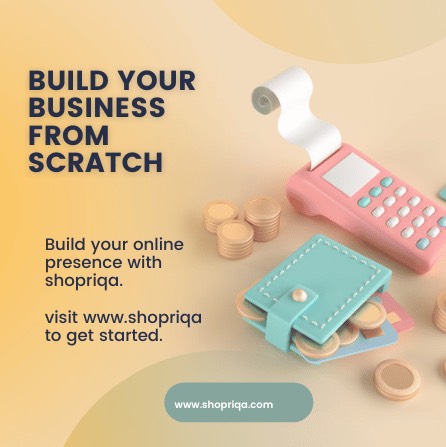 BUILD YOUR
BUSINESS
FROM
SCRATCH
Build your online
presence with
shopriqa.
visit www.shopriqa
to get started.
www.shopriqa.com